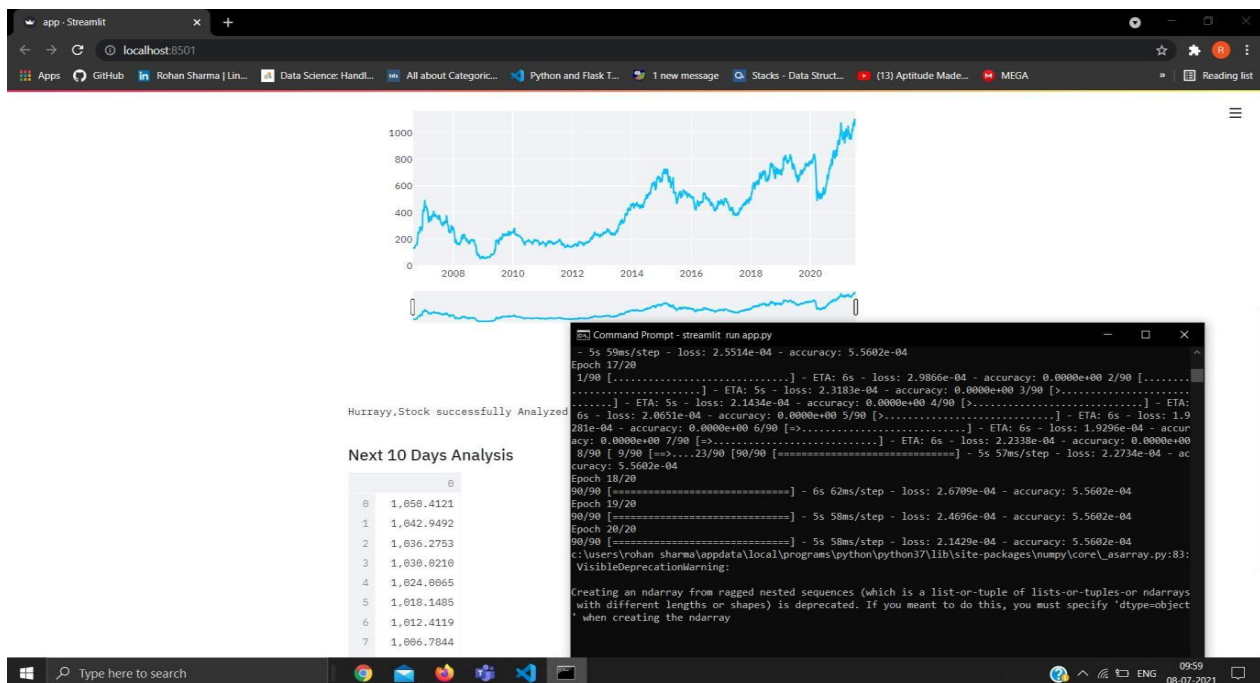 app · Streamlit
localhost:8501
Apps GitHub Rohan Sharma | Lin... Data Science: Handl... All about Categoric... Python and Flask T... 1 new message Stacks - Data Struct... (13) Aptitude Made... MEGA » Reading list
1000
800
600
400
200
0
2008 2010 2012 2014 2016 2018 2020
Hurrayy,Stock successfully Analyzed
Next 10 Days Analysis
0
0 1,050.4121
1 1,042.9492
2 1,036.2753
3 1,030.0210
4 1,024.0065
5 1,018.1485
6 1,012.4119
7 1,006.7844
Command Prompt - streamlit run app.py
- 5s 59ms/step - loss: 2.5514e-04 - accuracy: 5.5602e-04
Epoch 17/20
1/90 [..............................] - ETA: 6s - loss: 2.9866e-04 - accuracy: 0.0000e+00 2/90 [........
......................] - ETA: 5s - loss: 2.3183e-04 - accuracy: 0.0000e+00 3/90 [>......................
.......] - ETA: 5s - loss: 2.1434e-04 - accuracy: 0.0000e+00 4/90 [>.............................] - ETA:
6s - loss: 2.0651e-04 - accuracy: 0.0000e+00 5/90 [>.............................] - ETA: 6s - loss: 1.9
281e-04 - accuracy: 0.0000e+00 6/90 [=>............................] - ETA: 6s - loss: 1.9296e-04 - accur
acy: 0.0000e+00 7/90 [=>............................] - ETA: 6s - loss: 2.2338e-04 - accuracy: 0.0000e+00
8/90 [ 9/90 [==>....23/90 [90/90 [==============================] - 5s 57ms/step - loss: 2.2734e-04 - ac
curacy: 5.5602e-04
Epoch 18/20
90/90 [==============================] - 6s 62ms/step - loss: 2.6709e-04 - accuracy: 5.5602e-04
Epoch 19/20
90/90 [==============================] - 5s 58ms/step - loss: 2.4696e-04 - accuracy: 5.5602e-04
Epoch 20/20
90/90 [==============================] - 5s 58ms/step - loss: 2.1429e-04 - accuracy: 5.5602e-04
c:\users\rohan sharma\appdata\local\programs\python\python37\lib\site-packages\numpy\core\_asarray.py:83:
VisibleDeprecationWarning:
Creating an ndarray from ragged nested sequences (which is a list-or-tuple of lists-or-tuples-or ndarrays
with different lengths or shapes) is deprecated. If you meant to do this, you must specify 'dtype=object
' when creating the ndarray
Type here to search
ENG
09:59
08-07-2021